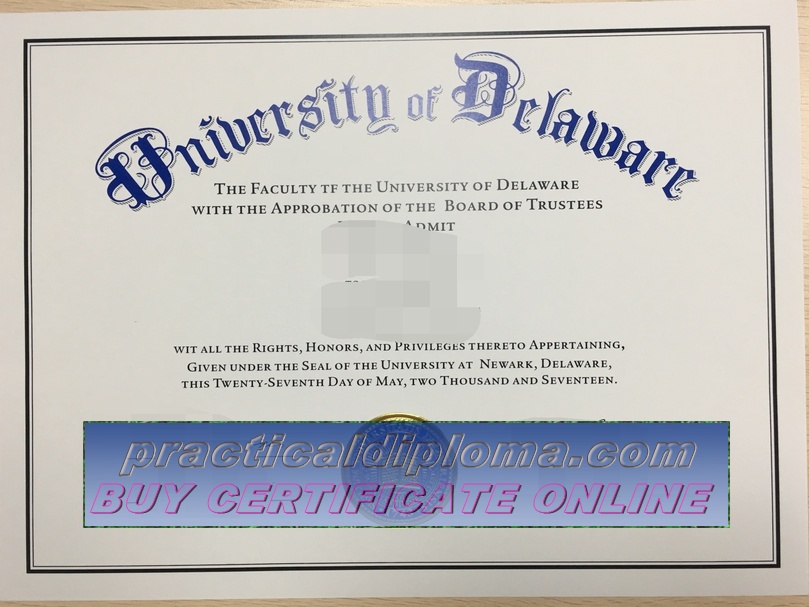 University of Delaware
The Faculty tf the University of Delaware
with the Approbation of the Board of Trustees
Admit
wit all the Rights, Honors, and Privileges thereto Appertaining,
Given under the Seal of the University at Newark, Delaware,
this Twenty-Seventh Day of May, two Thousand and Seventeen.
practicaldiploma.com
BUY CERTIFICATE ONLINE